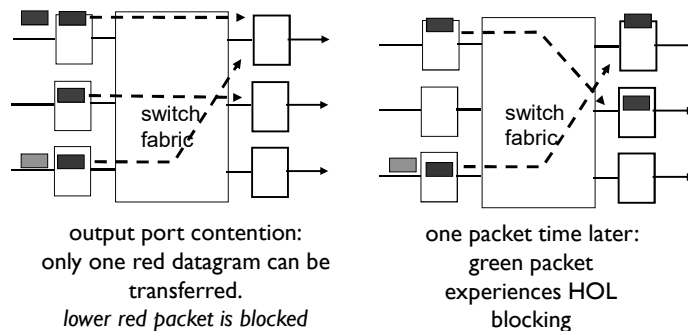 switch
fabric
switch
fabric
output port contention:
only one red datagram can be
transferred.
lower red packet is blocked
one packet time later:
green packet
experiences HOL
blocking